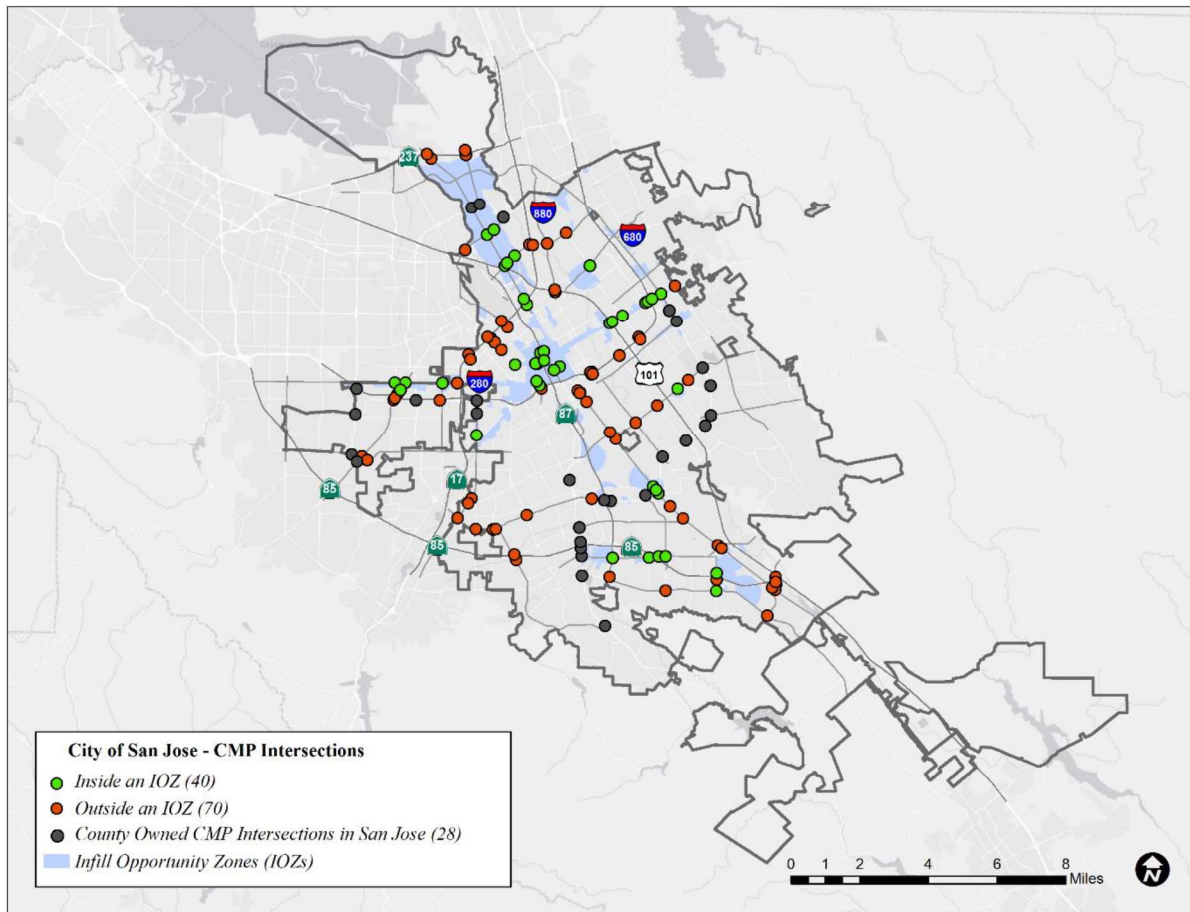 237
880
680
101
280
87
17
85
85
85
City of San Jose - CMP Intersections
Inside an IOZ (40)
Outside an IOZ (70)
County Owned CMP Intersections in San Jose (28)
Infill Opportunity Zones (IOZs)
0 1 2 4 6 8
Miles
N